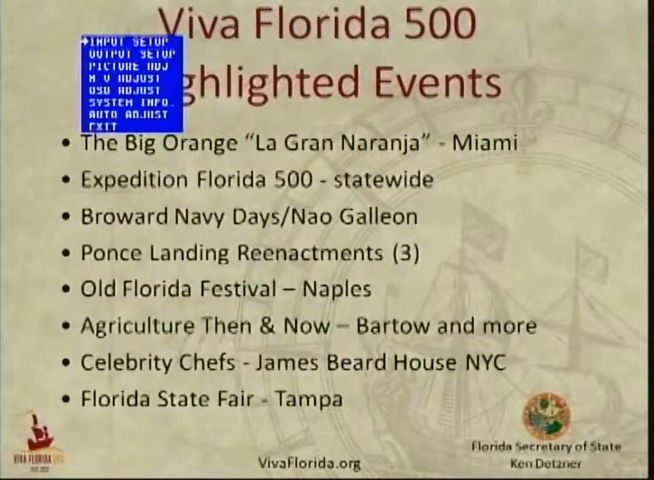 Viva Florida 500
ghlighted Events
INPUT SETUP
OUTPUT SETUP
PICTURE ADJ
H V ADJUST
OSD ADJUST
SYSTEM INFO.
AUTO ADJUST
EXIT
• The Big Orange “La Gran Naranja” - Miami
• Expedition Florida 500 - statewide
• Broward Navy Days/Nao Galleon
• Ponce Landing Reenactments (3)
• Old Florida Festival – Naples
• Agriculture Then & Now – Bartow and more
• Celebrity Chefs - James Beard House NYC
• Florida State Fair - Tampa
VIVA FLORIDA 500
VivaFlorida.org
Florida Secretary of State
Ken Detzner